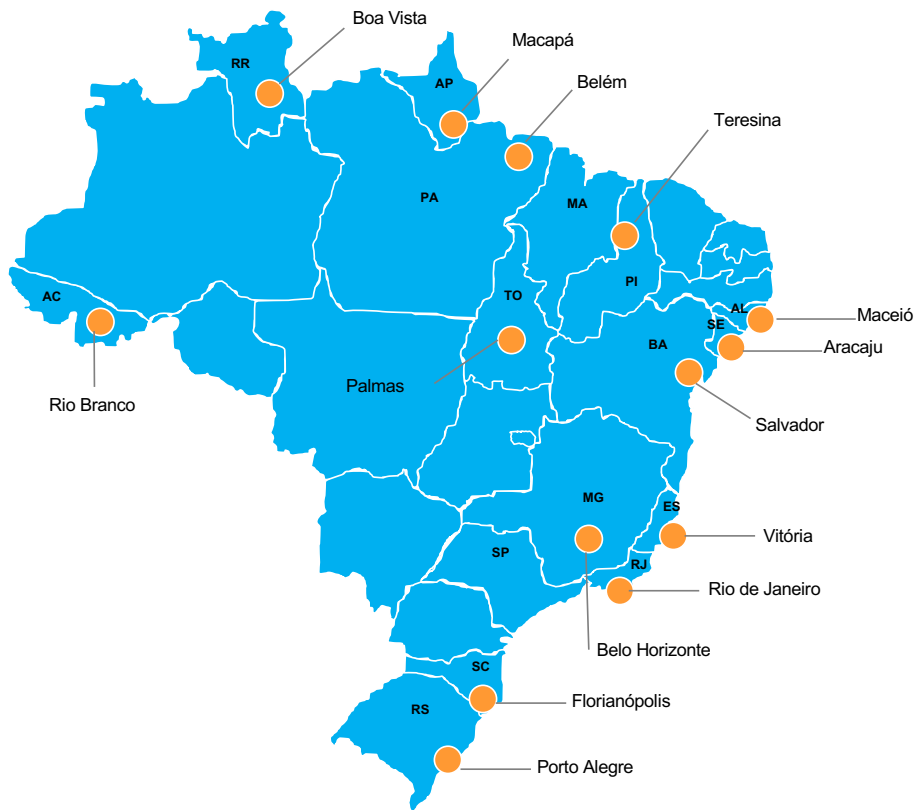 Boa Vista
Macapá
RR
AP
Belém
Teresina
PA
MA
AC
TO
PI
AL
Maceió
SE
BA
Aracaju
Palmas
Rio Branco
Salvador
MG
ES
Vitória
SP
RJ
Rio de Janeiro
Belo Horizonte
SC
Florianópolis
RS
Porto Alegre